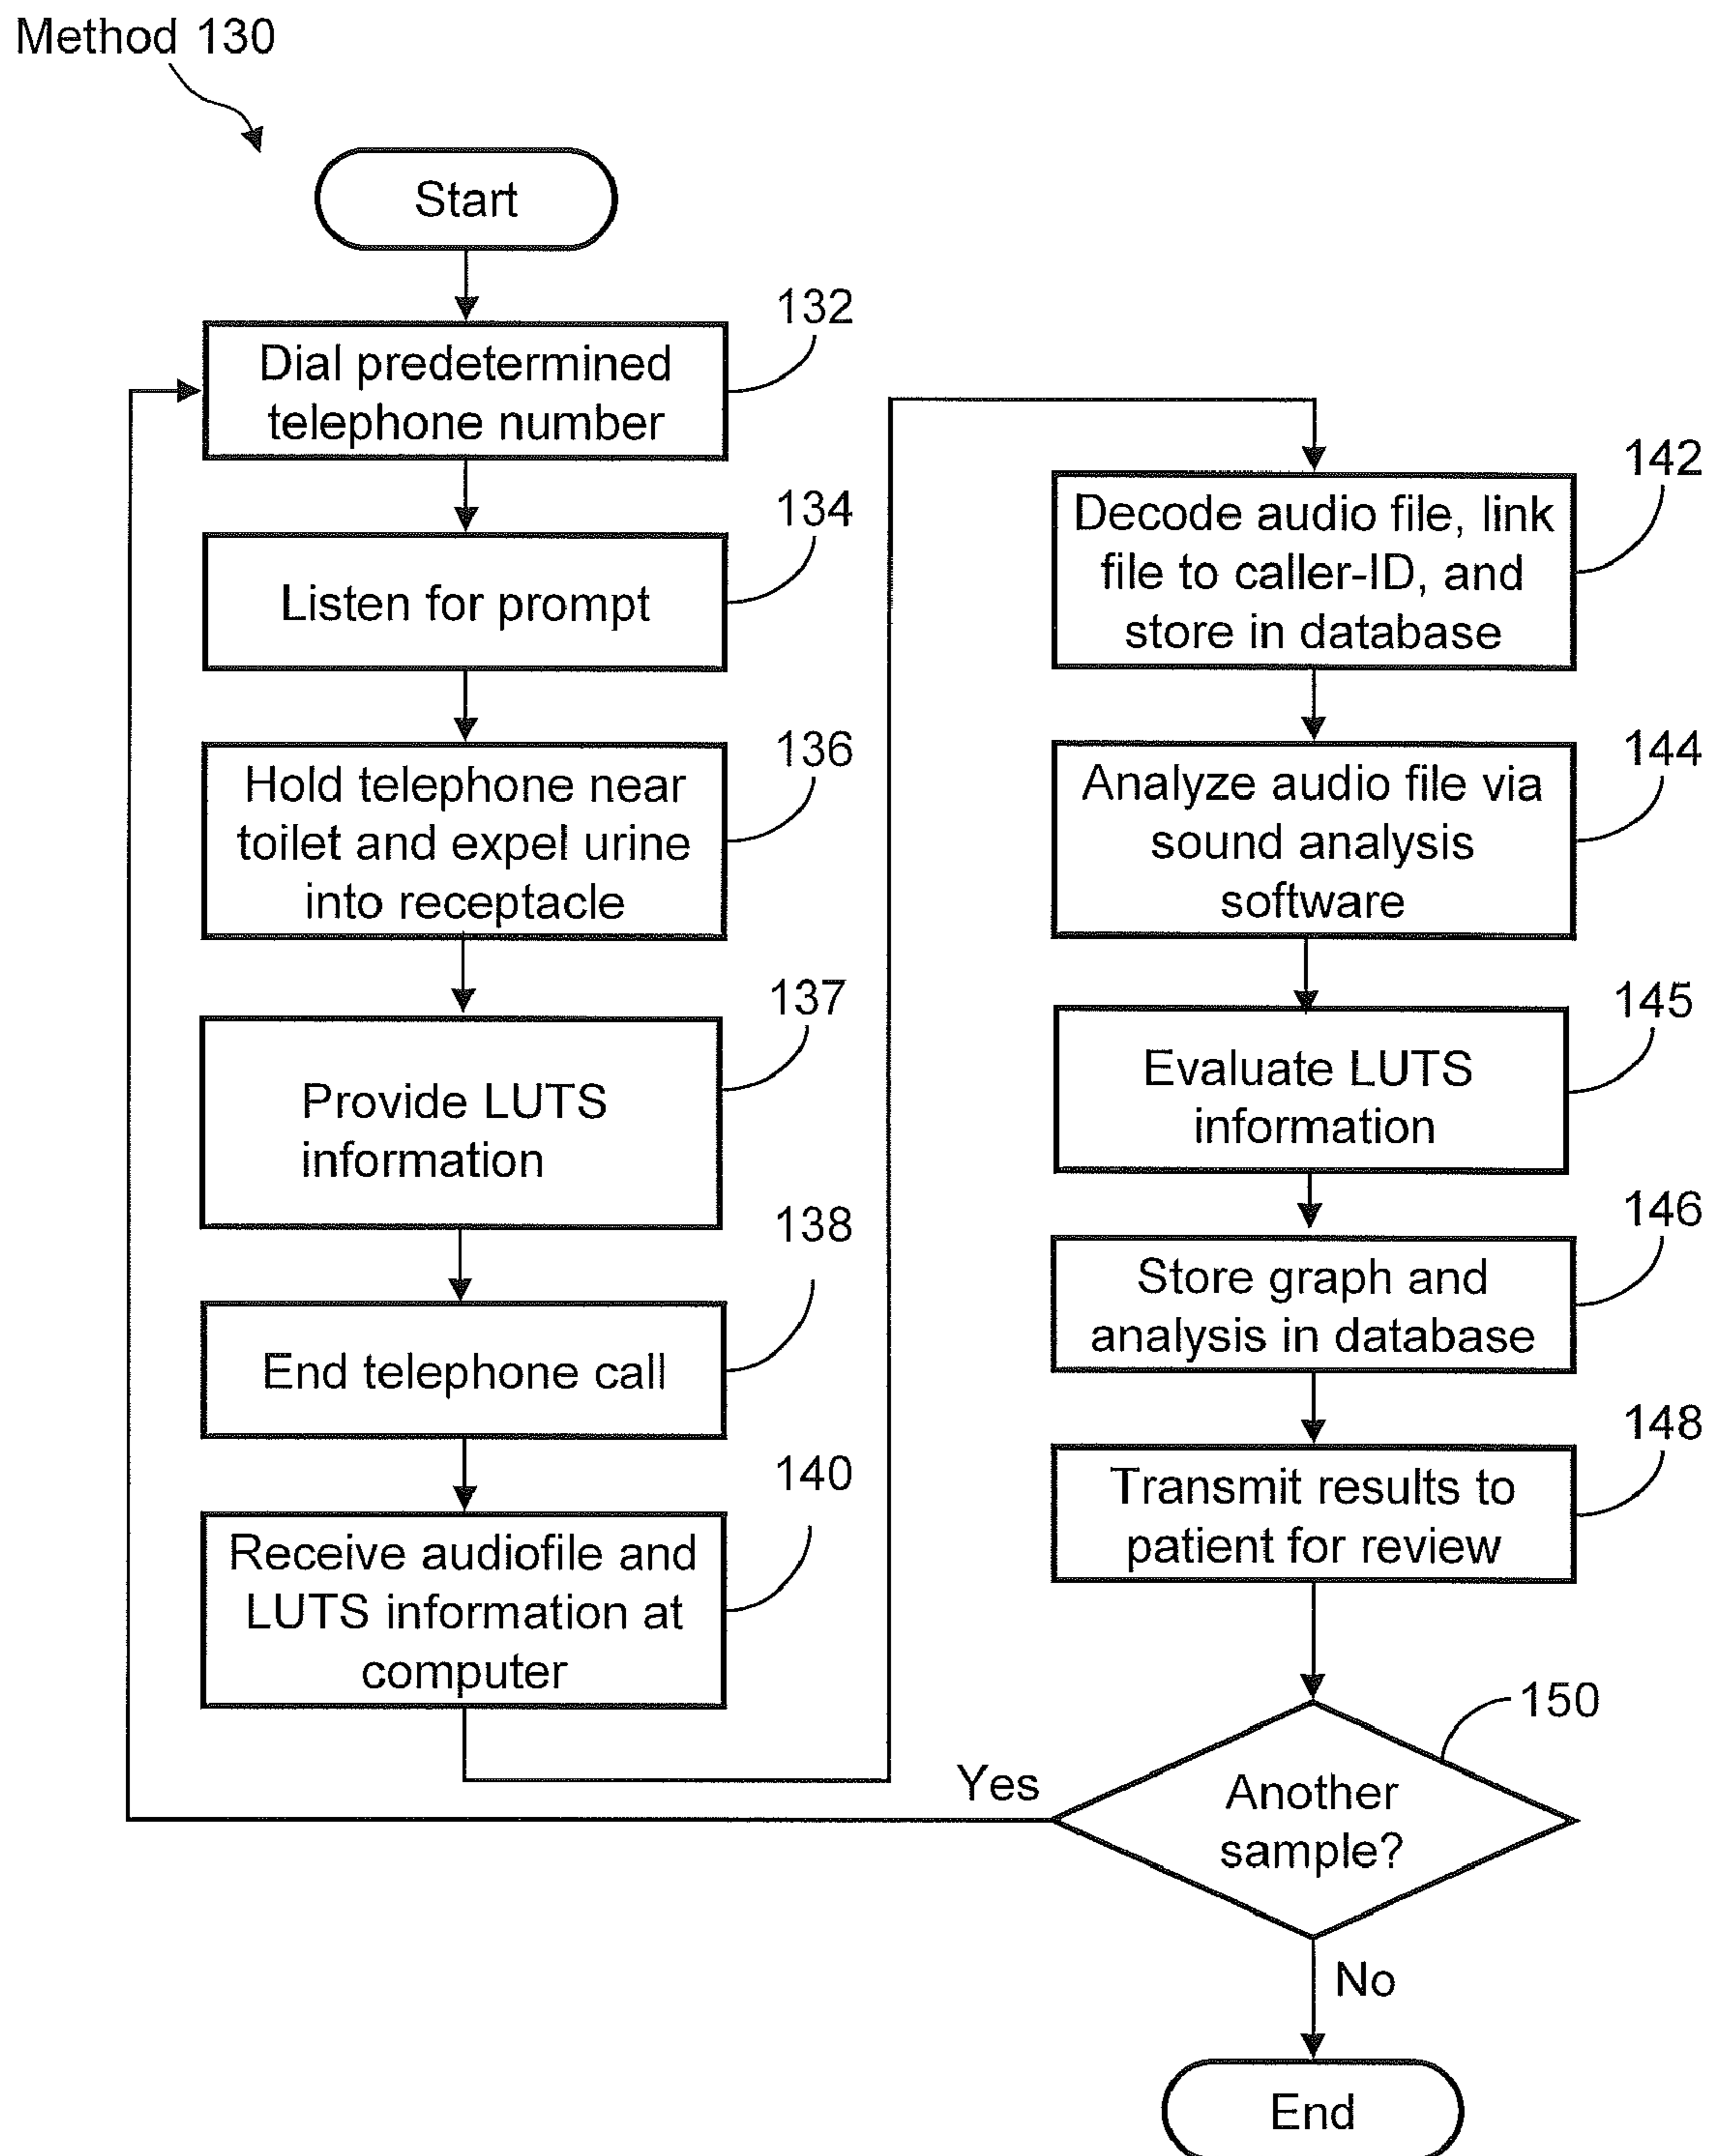 Method 130
Start
132
Dial predetermined
telephone number
134
Listen for prompt
136
Hold telephone near
toilet and expel urine
into receptacle
137
Provide LUTS
information
138
End telephone call
140
Receive audiofile and
LUTS information at
computer
142
Decode audio file, link
file to caller-ID, and
store in database
144
Analyze audio file via
sound analysis
software
145
Evaluate LUTS
information
146
Store graph and
analysis in database
148
Transmit results to
patient for review
150
Another
sample?
Yes
No
End